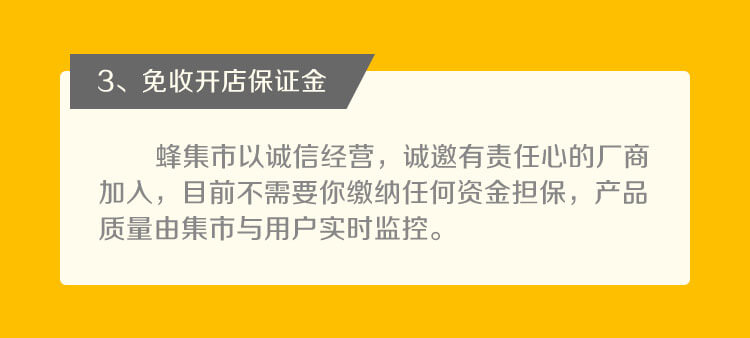 3、免收开店保证金
蜂集市以诚信经营，诚邀有责任心的厂商
加入，目前不需要你缴纳任何资金担保，产品
质量由集市与用户实时监控。